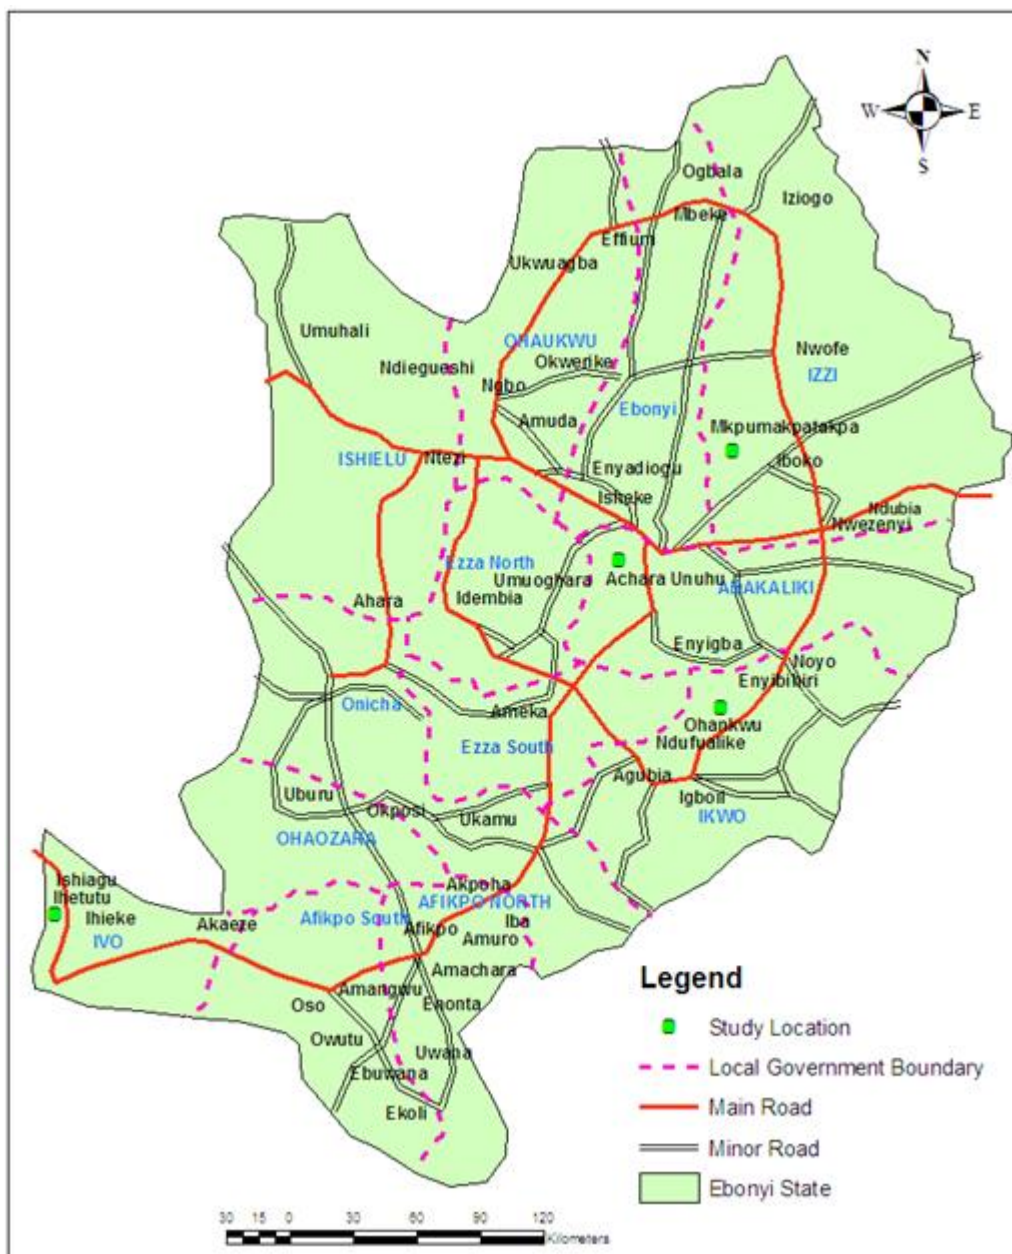 N
W E
S
Ogbala
Iziogo
Mbeke
Effium
Ukwuagba
Umuhali
OHAUKWU
Nwofe
Ndiegueshi
Okwerike
IZZI
Ngbo
Ebonyi
Amuda
Mkpumakpatakpa
ISHIELU
Ntezi
Iboko
Enyadiogu
Isheke
Ndubia
Nwezenyi
Ezza North
Umuoghara
Achara Unuhu
ABAKALIKI
Idembia
Ahara
Enyigba
Noyo
Enyibibiri
Onicha
Ameka
Ohankwu
Ezza South
Ndufualike
Agubia
Uburu
Igboli
Okposi
Ukamu
IKWO
OHAOZARA
Ishiagu
Akpoha
Ihetutu
AFIKPO NORTH
Ihieke
Afikpo South
Akaeze
Afikpo
Iba
IVO
Amuro
Amachara
Amangwu
Oso
Enonta
Owutu
Uwana
Ebuwana
Ekoli
Legend
Study Location
Local Government Boundary
Main Road
Minor Road
Ebonyi State
30 15 0 30 60 90 120
Kilometers